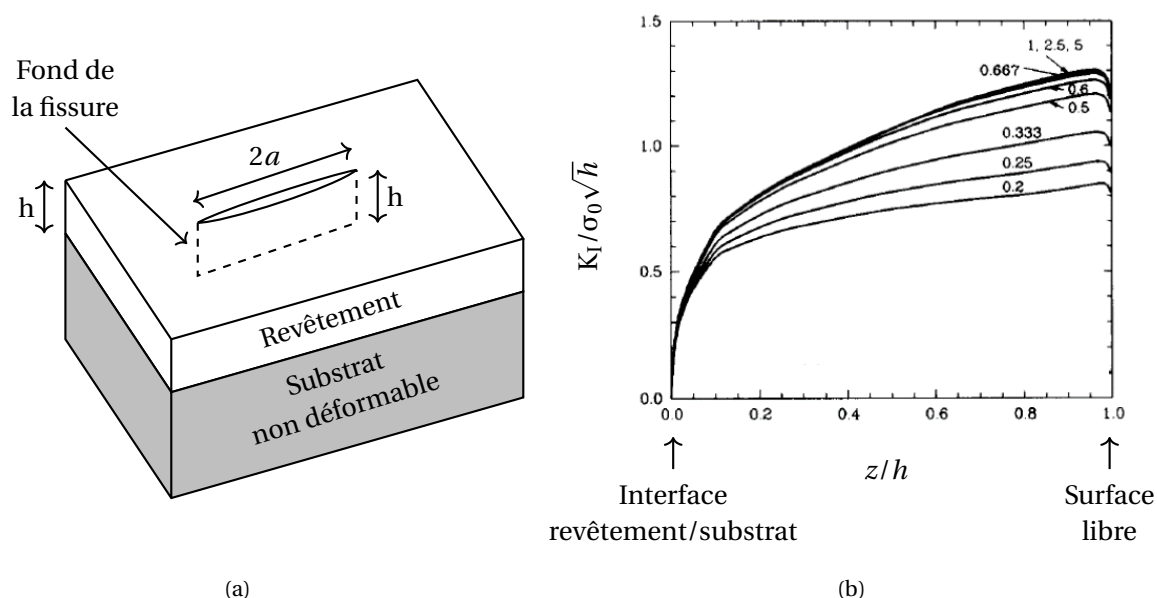 Fond de
la fissure
2a
h
h
Revêtement
Substrat
non déformable
(a)
K_I/σ_0√h
1.5
1.0
0.5
0.0
1, 2.5, 5
0.667
0.6
0.5
0.333
0.25
0.2
0.0
0.2
0.4
0.6
0.8
1.0
z/h
Interface
revêtement/substrat
Surface
libre
(b)